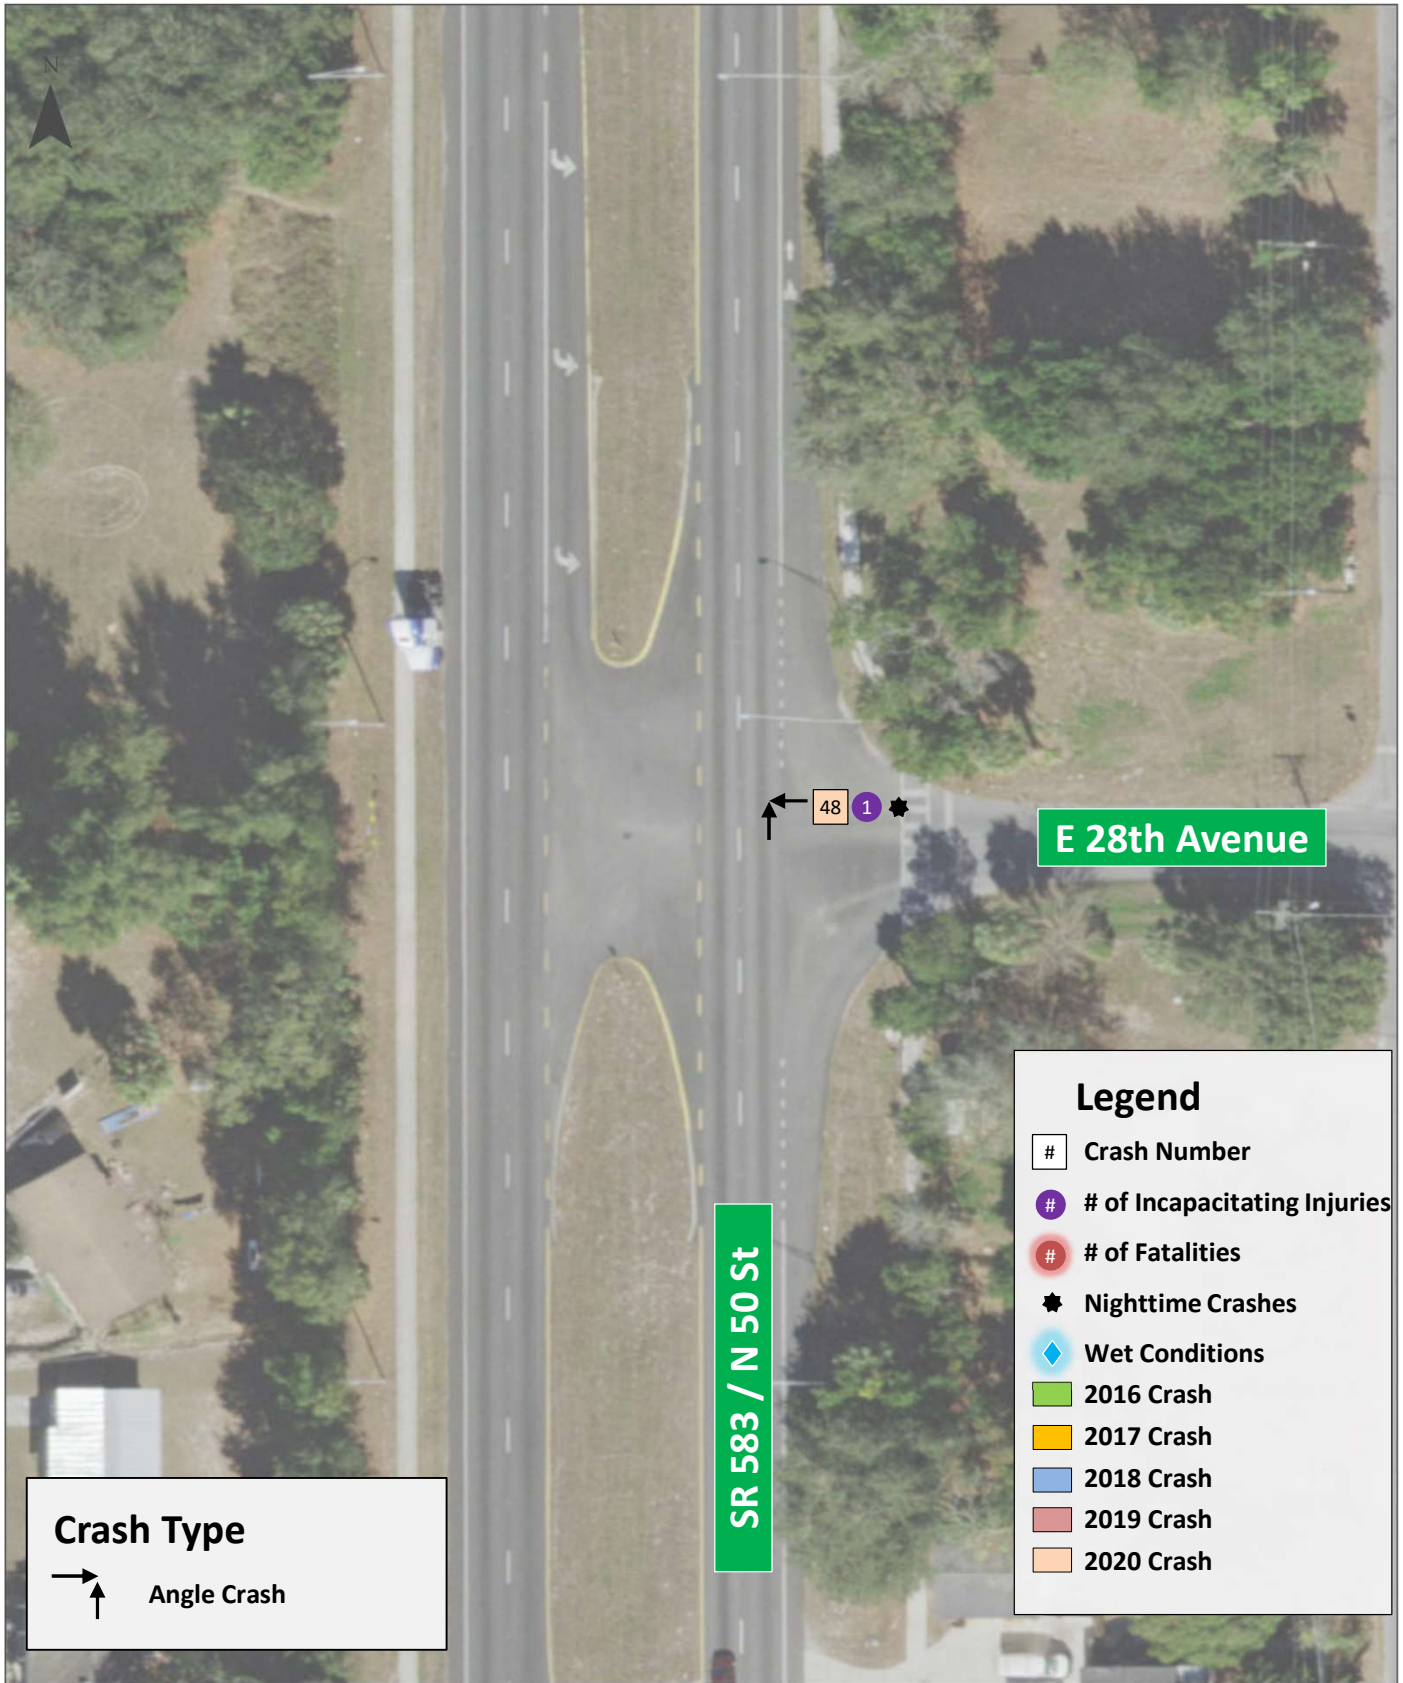 N
48 1
E 28th Avenue
SR 583 / N 50 St
Legend
# Crash Number
# # of Incapacitating Injuries
# # of Fatalities
Nighttime Crashes
Wet Conditions
2016 Crash
2017 Crash
2018 Crash
2019 Crash
2020 Crash
Crash Type
Angle Crash